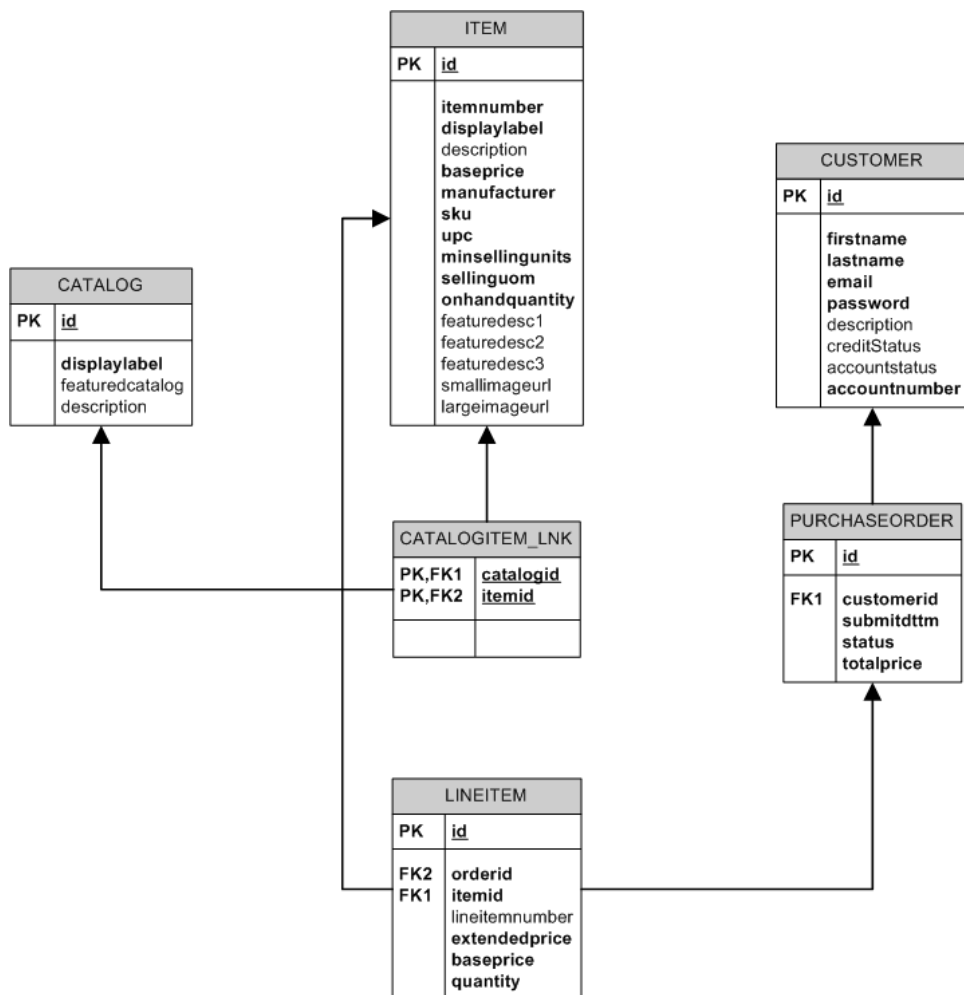 ITEM
PK id
itemnumber
displaylabel
description
baseprice
manufacturer
sku
upc
minsellingunits
sellinguom
onhandquantity
featuredesc1
featuredesc2
featuredesc3
smallimageurl
largeimageurl
CUSTOMER
PK id
firstname
lastname
email
password
description
creditStatus
accountstatus
accountnumber
CATALOG
PK id
displaylabel
featuredcatalog
description
CATALOGITEM_LNK
PK,FK1 catalogid
PK,FK2 itemid
PURCHASEORDER
PK id
FK1 customerid
submitdttm
status
totalprice
LINEITEM
PK id
FK2 orderid
FK1 itemid
lineitemnumber
extendedprice
baseprice
quantity